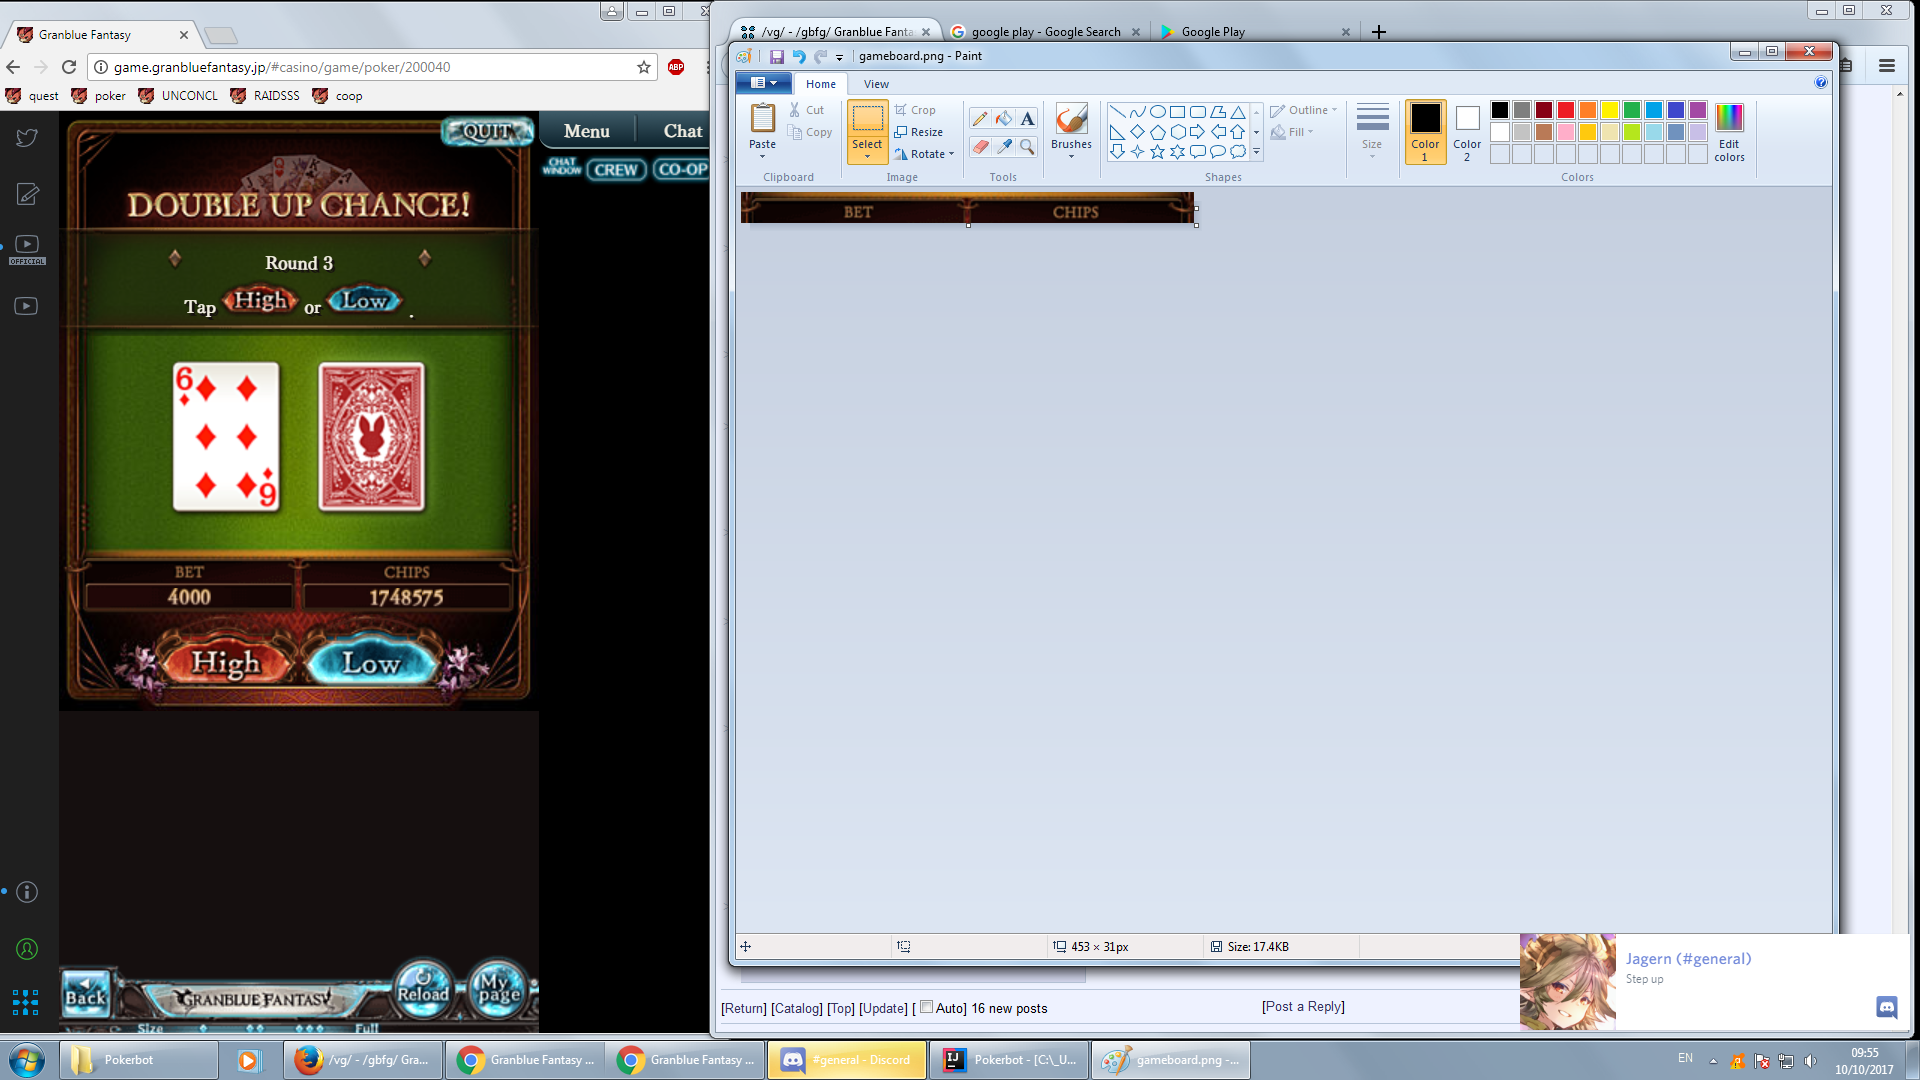 Granblue Fantasy
game.granbluefantasy.jp/#casino/game/poker/200040
ABP
quest
poker
UNCONCL
RAIDSSS
coop
OFFICIAL
QUIT
Menu
Chat
CHAT WINDOW
CREW
CO-OP
DOUBLE UP CHANCE!
Round 3
Tap High or Low .
6
6
BET
CHIPS
4000
1748575
High
Low
Back
GRANBLUE FANTASY
Reload
My page
Size
Full
/vg/ - /gbfg/ Granblue Fanta
google play - Google Search
Google Play
gameboard.png - Paint
Home
View
Paste
Cut
Copy
Clipboard
Select
Crop
Resize
Rotate
Image
A
Tools
Brushes
Shapes
Outline
Fill
Size
Color 1
Color 2
Edit colors
Colors
BET
CHIPS
453 × 31px
Size: 17.4KB
[Return] [Catalog] [Top] [Update] [ Auto] 16 new posts
[Post a Reply]
Jagern (#general)
Step up
Pokerbot
/vg/ - /gbfg/ Gra...
Granblue Fantasy ...
Granblue Fantasy ...
#general - Discord
IJ
Pokerbot - [C:\_U...
gameboard.png -...
EN
09:55
10/10/2017